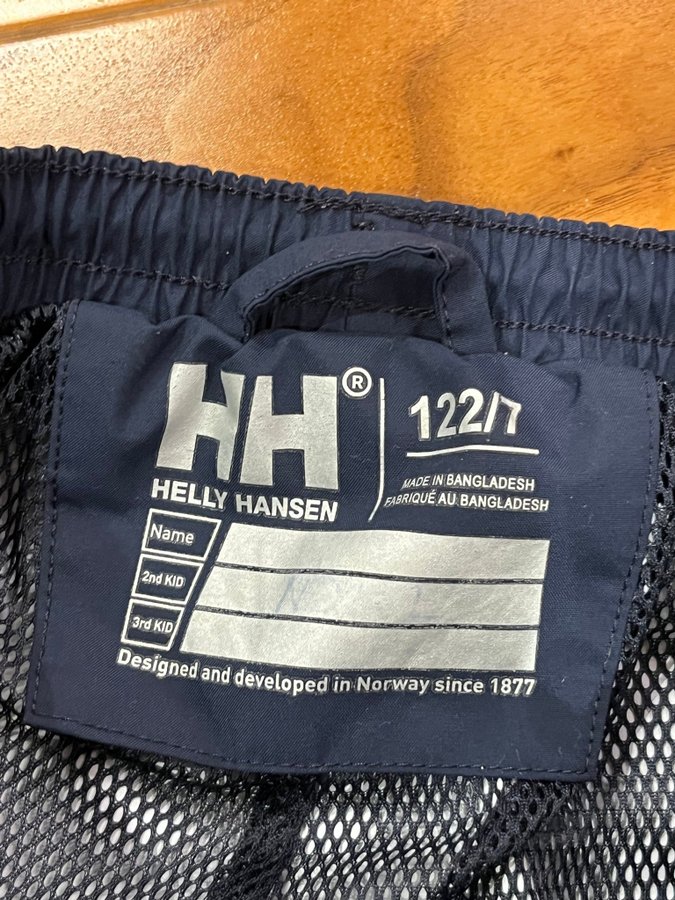 HH®
HELLY HANSEN
122/7
MADE IN BANGLADESH
FABRIQUÉ AU BANGLADESH
Name
2nd KID
3rd KID
Designed and developed in Norway since 1877